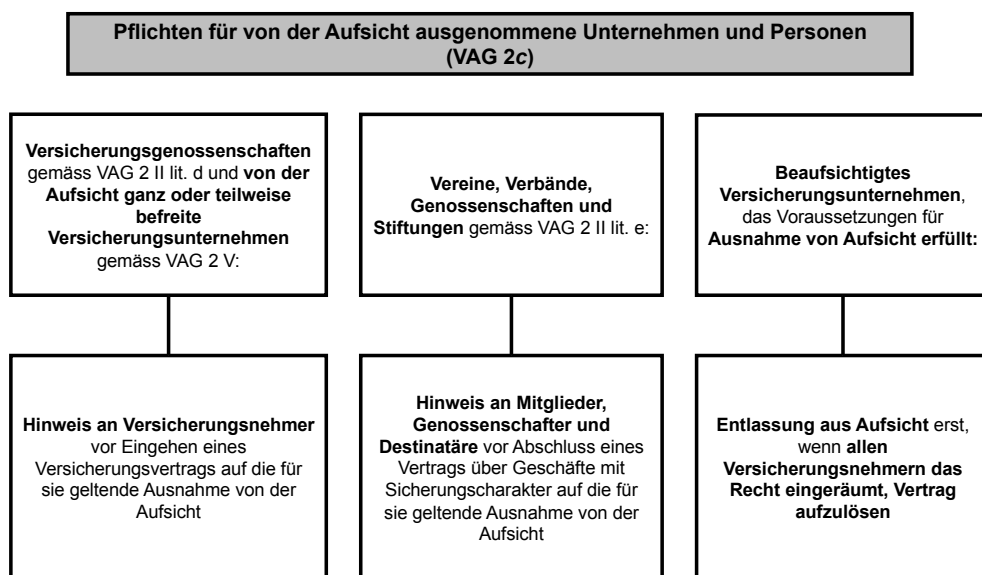 Pflichten für von der Aufsicht ausgenommene Unternehmen und Personen
(VAG 2c)
Versicherungsgenossenschaften
gemäss VAG 2 II lit. d und von der
Aufsicht ganz oder teilweise
befreite
Versicherungsunternehmen
gemäss VAG 2 V:
Vereine, Verbände,
Genossenschaften und
Stiftungen gemäss VAG 2 II lit. e:
Beaufsichtigtes
Versicherungsunternehmen,
das Voraussetzungen für
Ausnahme von Aufsicht erfüllt:
Hinweis an Versicherungsnehmer
vor Eingehen eines
Versicherungsvertrags auf die für
sie geltende Ausnahme von der
Aufsicht
Hinweis an Mitglieder,
Genossenschafter und
Destinatäre vor Abschluss eines
Vertrags über Geschäfte mit
Sicherungscharakter auf die für
sie geltende Ausnahme von der
Aufsicht
Entlassung aus Aufsicht erst,
wenn allen
Versicherungsnehmern das
Recht eingeräumt, Vertrag
aufzulösen